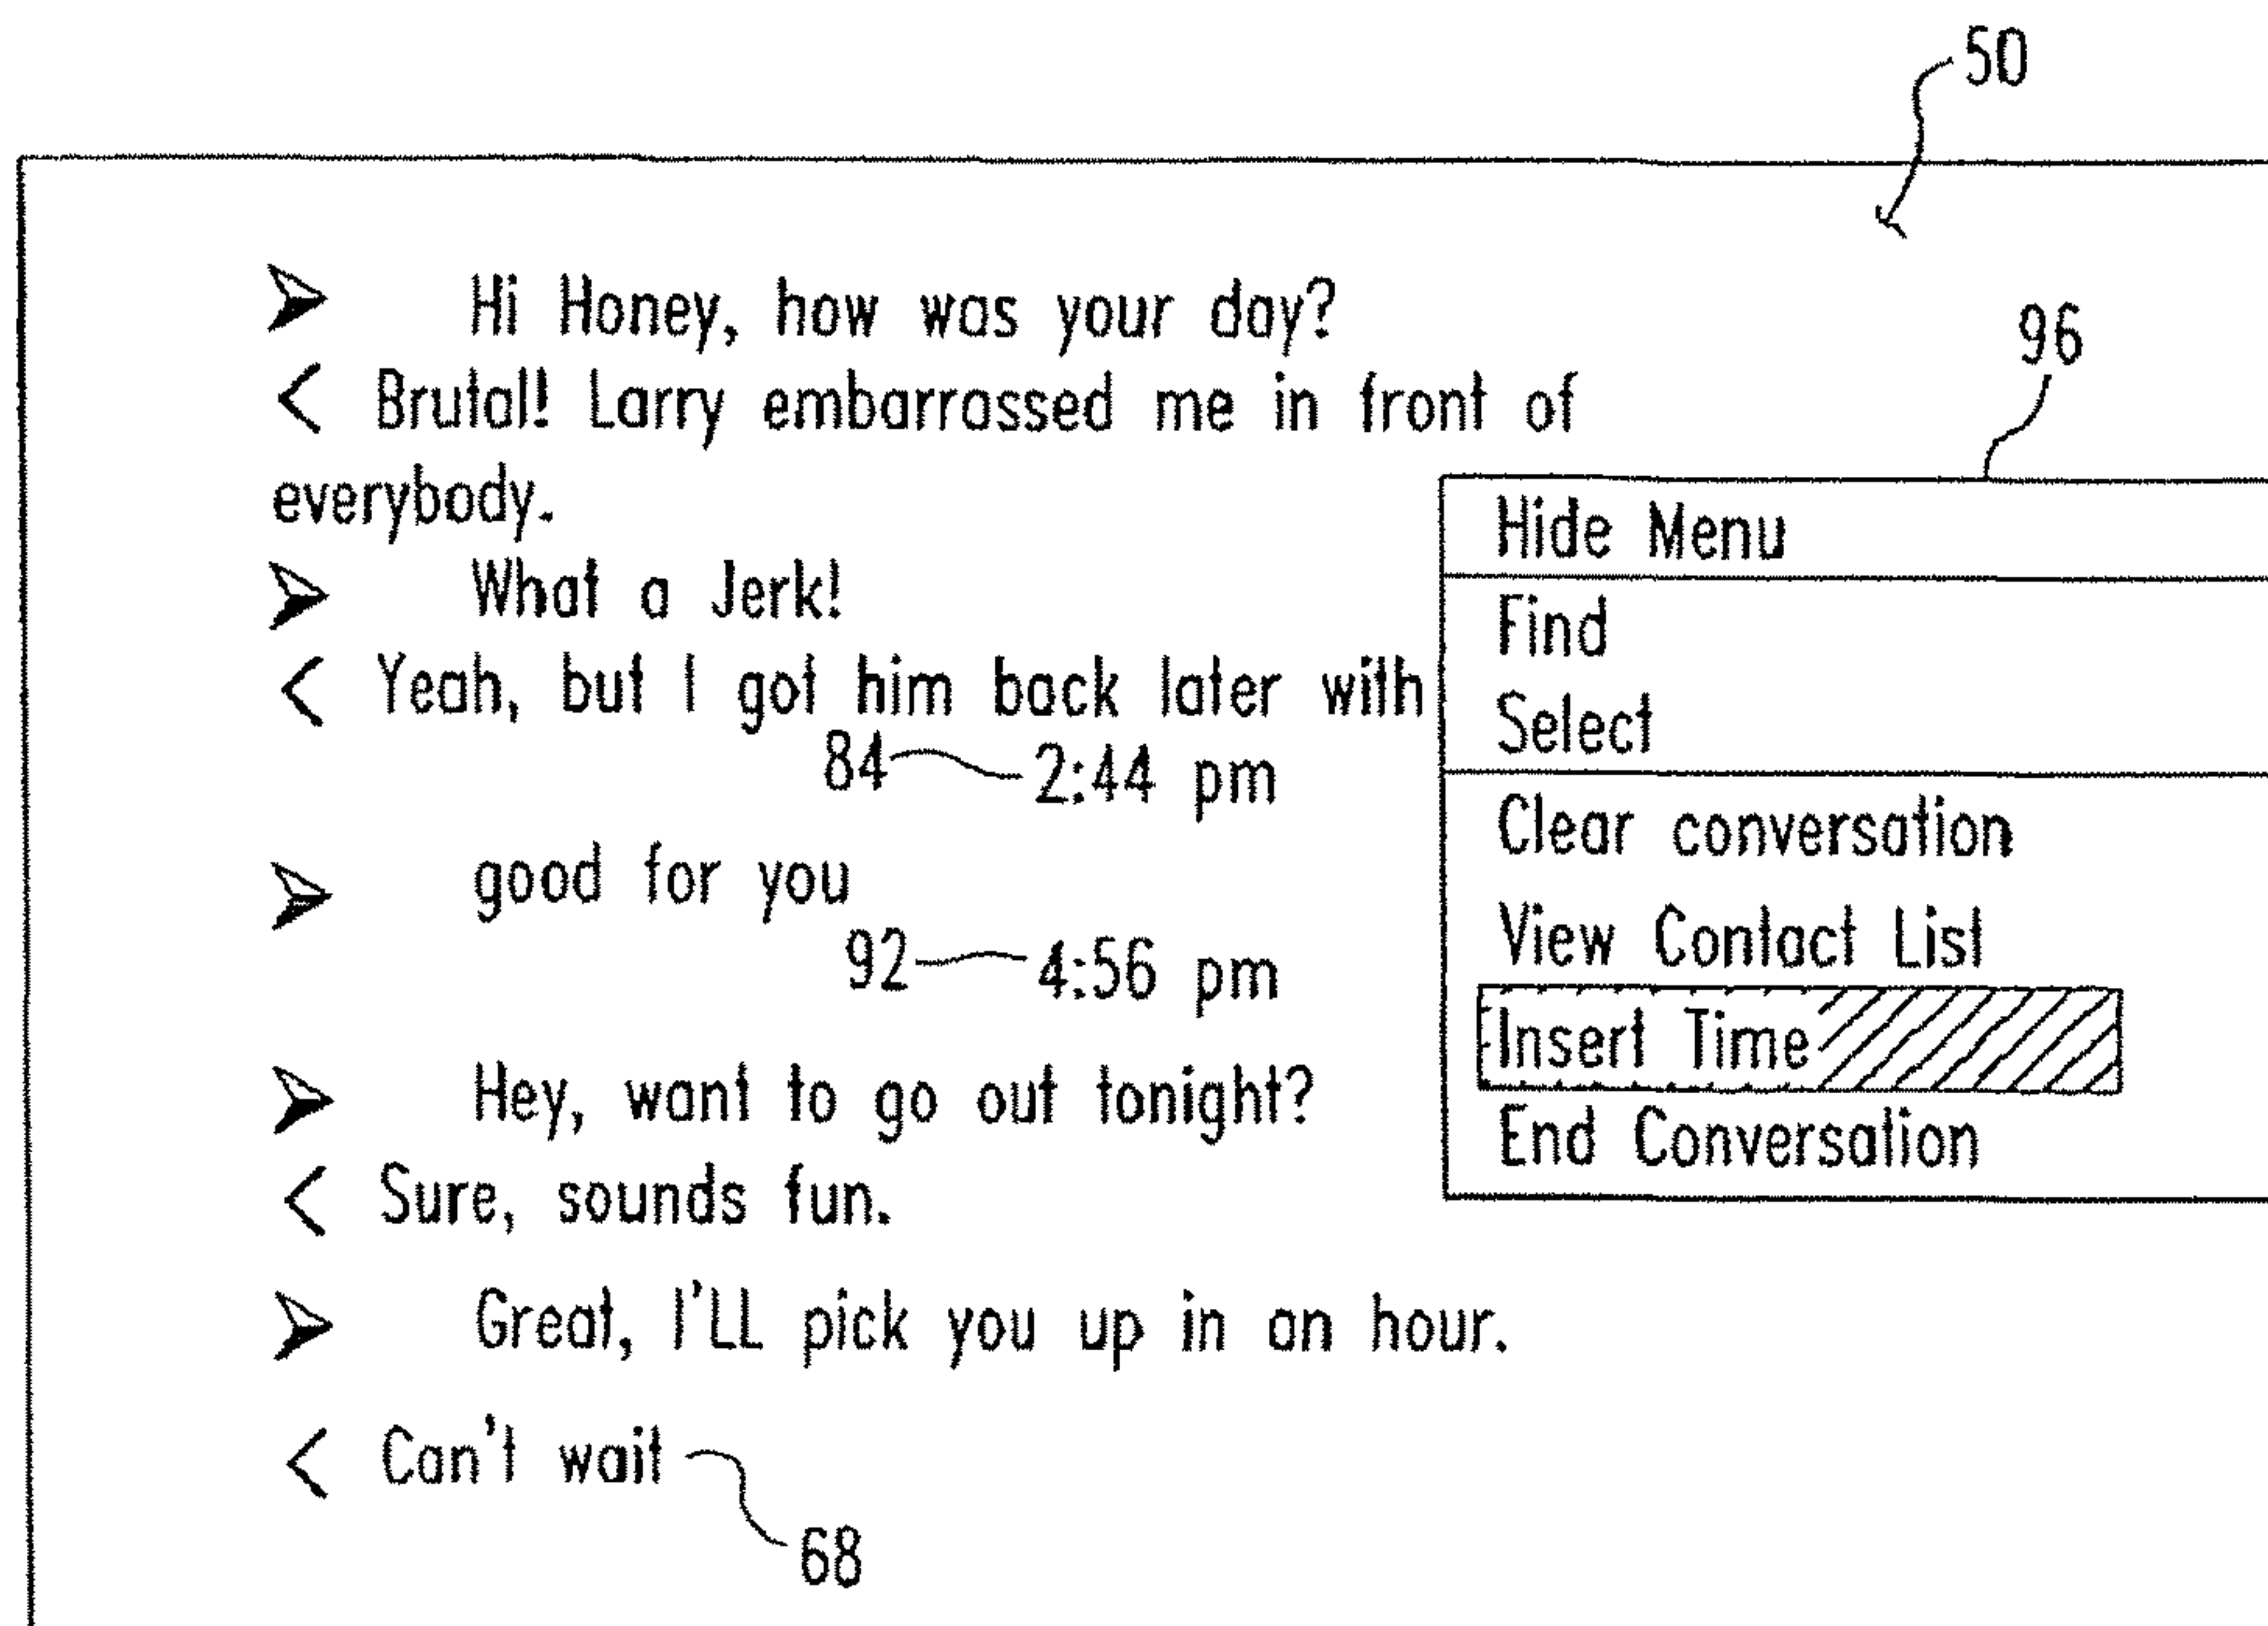 50
➢ Hi Honey, how was your day?
96
< Brutal! Larry embarrassed me in front of
everybody.
Hide Menu
➢ What a Jerk!
Find
< Yeah, but I got him back later with
Select
84 2:44 pm
Clear conversation
➢ good for you
View Contact List
92 4:56 pm
Insert Time
➢ Hey, want to go out tonight?
End Conversation
< Sure, sounds fun.
➢ Great, I'LL pick you up in an hour.
< Can't wait
68